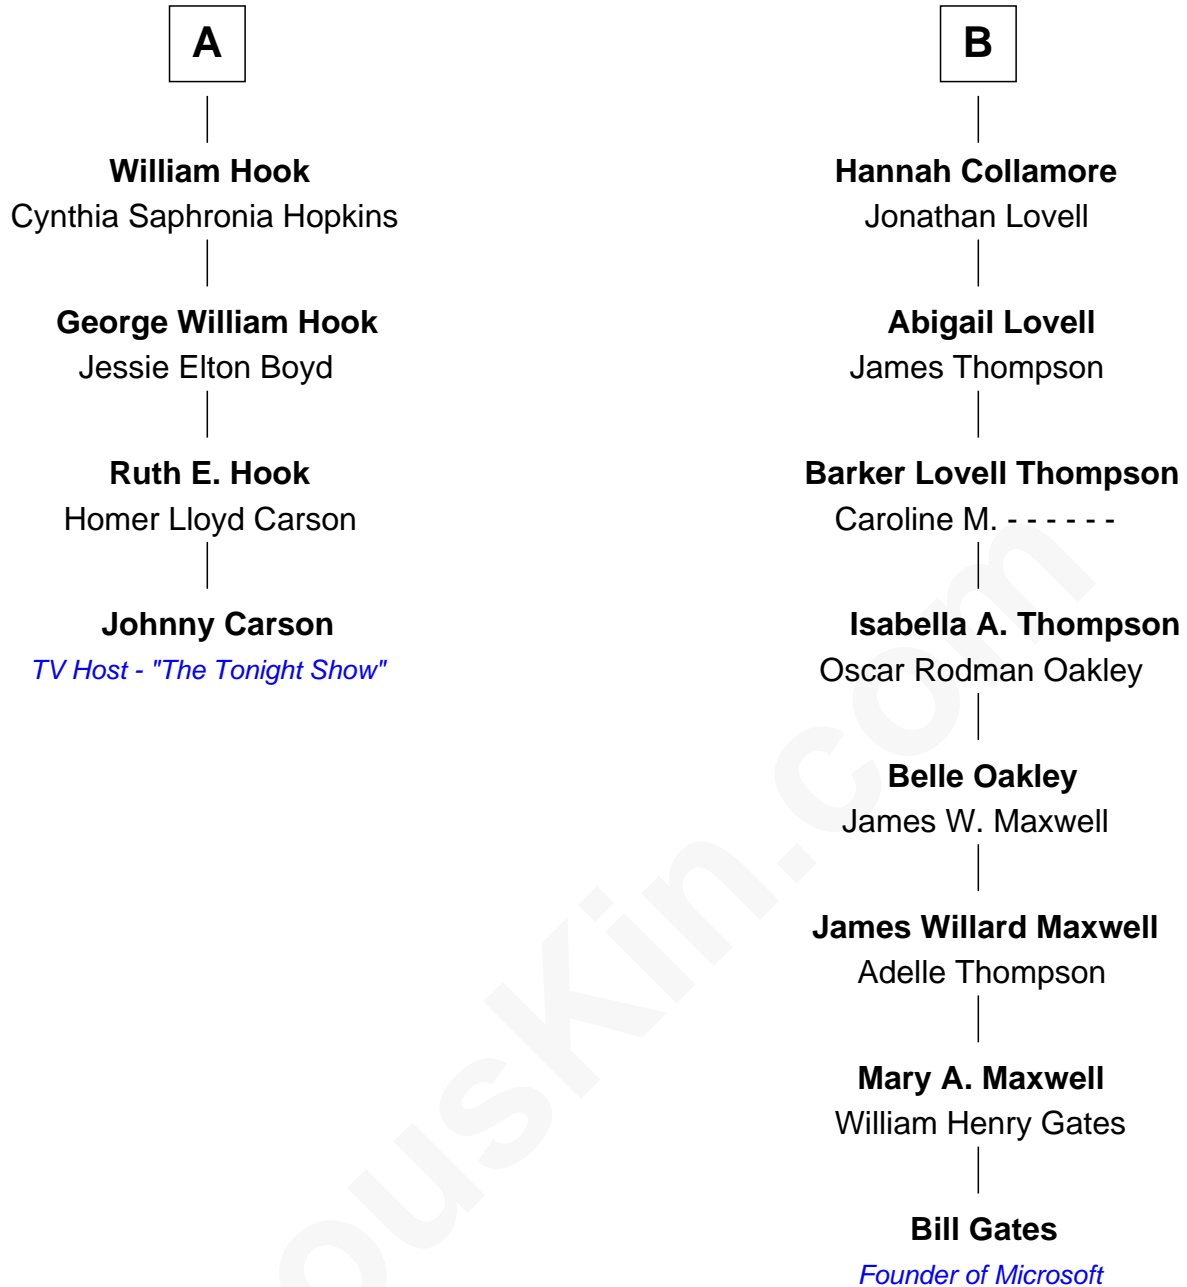 A
William Hook
Cynthia Saphronia Hopkins
George William Hook
Jessie Elton Boyd
Ruth E. Hook
Homer Lloyd Carson
Johnny Carson
TV Host - "The Tonight Show"
B
Hannah Collamore
Jonathan Lovell
Abigail Lovell
James Thompson
Barker Lovell Thompson
Caroline M. - - - - - -
Isabella A. Thompson
Oscar Rodman Oakley
Belle Oakley
James W. Maxwell
James Willard Maxwell
Adelle Thompson
Mary A. Maxwell
William Henry Gates
Bill Gates
Founder of Microsoft
ousKin.com